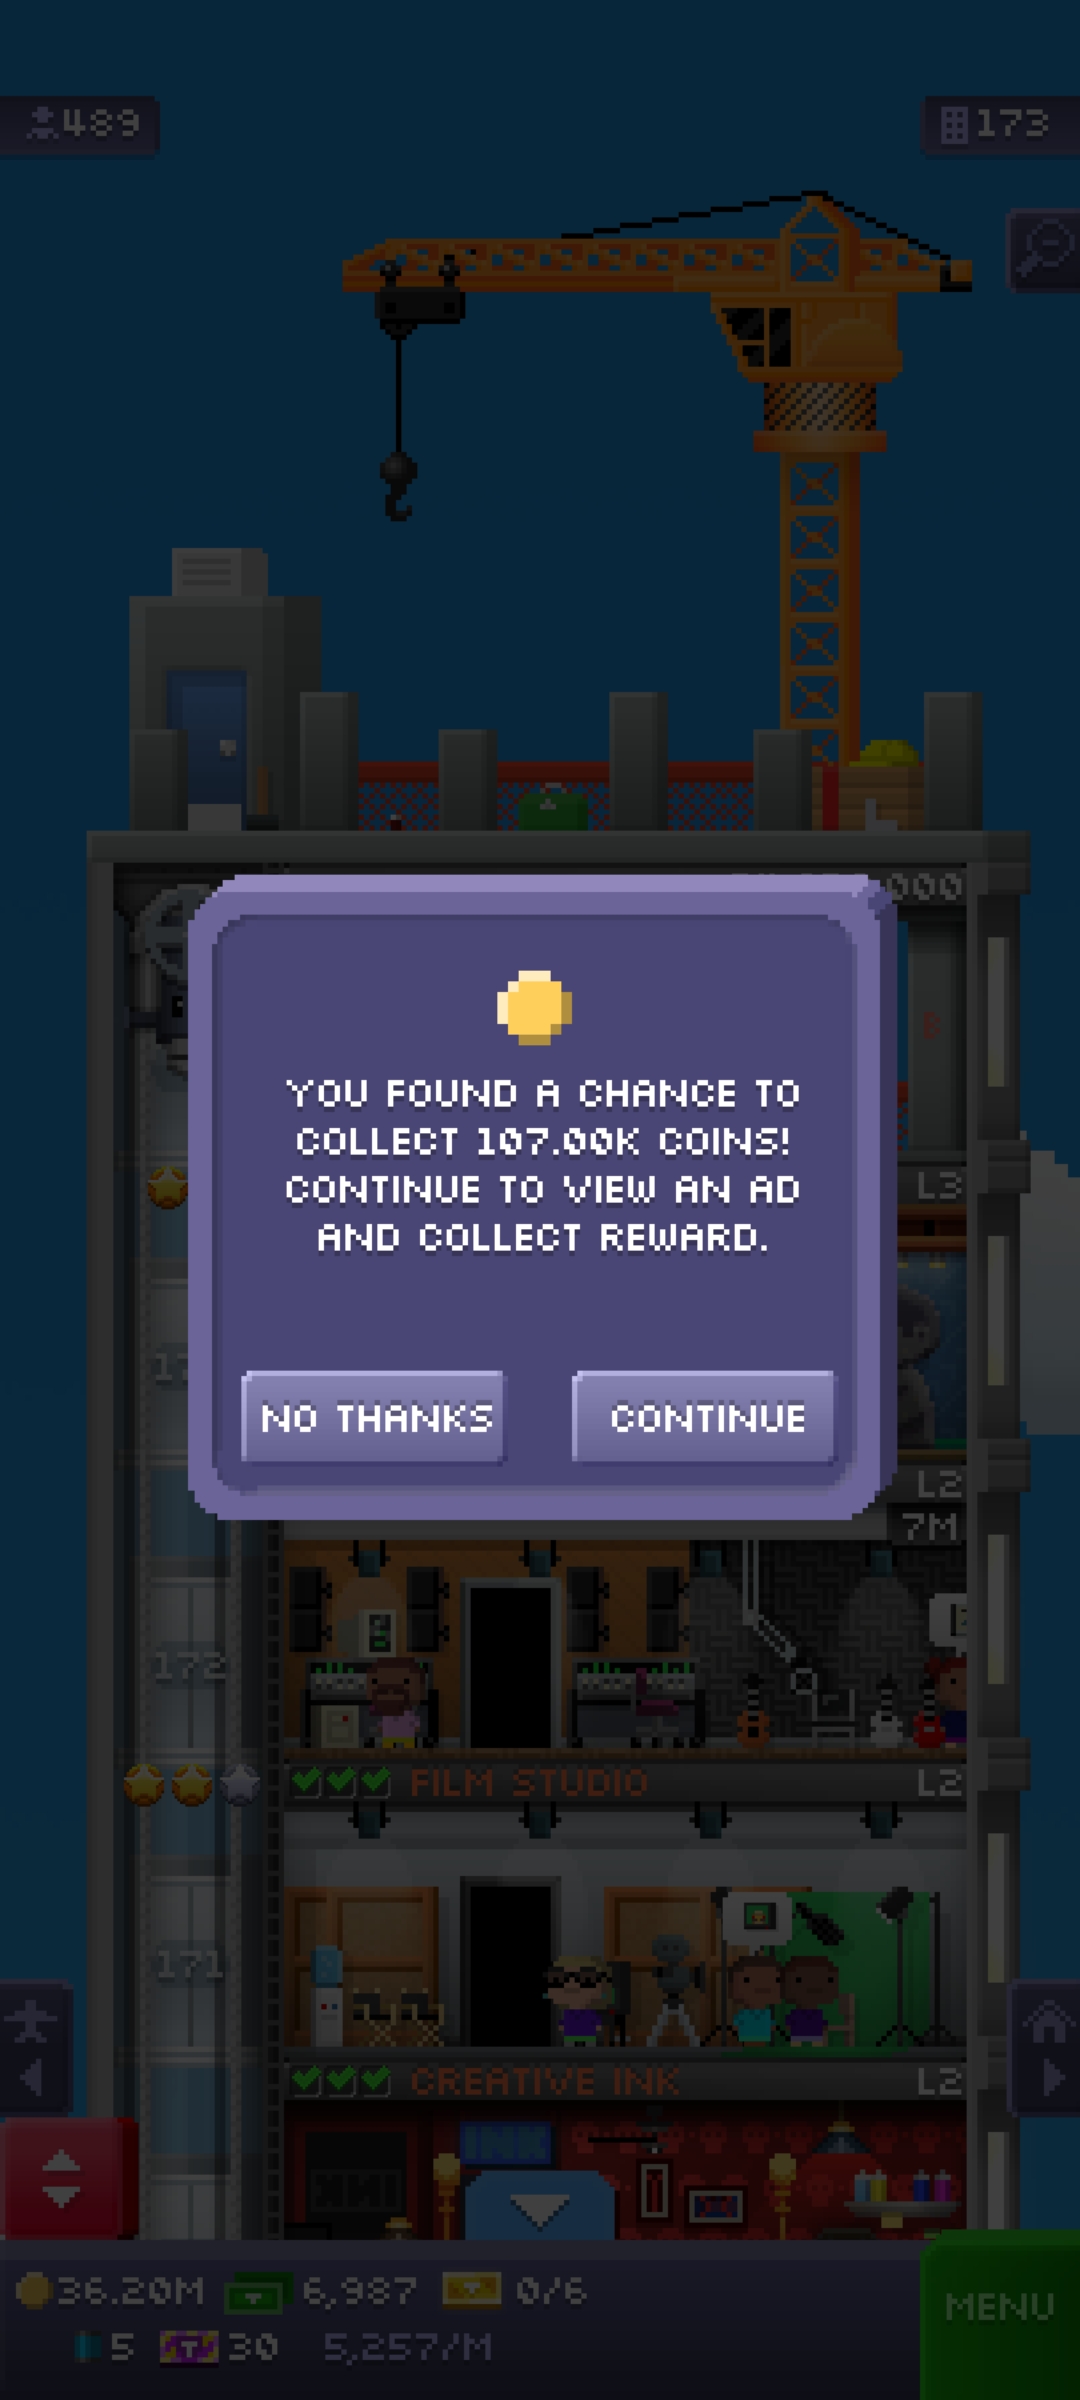 489
173
000
YOU FOUND A CHANCE TO
COLLECT 107.00K COINS!
CONTINUE TO VIEW AN AD
AND COLLECT REWARD.
NO THANKS
CONTINUE
L3
L2
7M
172
FILM STUDIO
L2
171
CREATIVE INK
L2
INK
36.20M
6,987
0/6
5
T
30
5,257/M
MENU